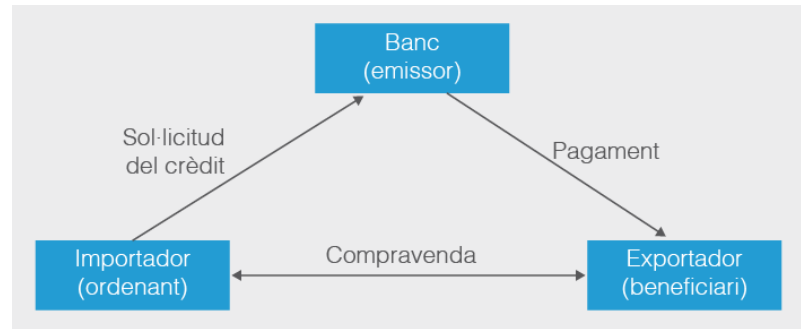 Banc
(emissor)
Sol·licitud
del crèdit
Pagament
Importador
(ordenant)
Compravenda
Exportador
(beneficiari)